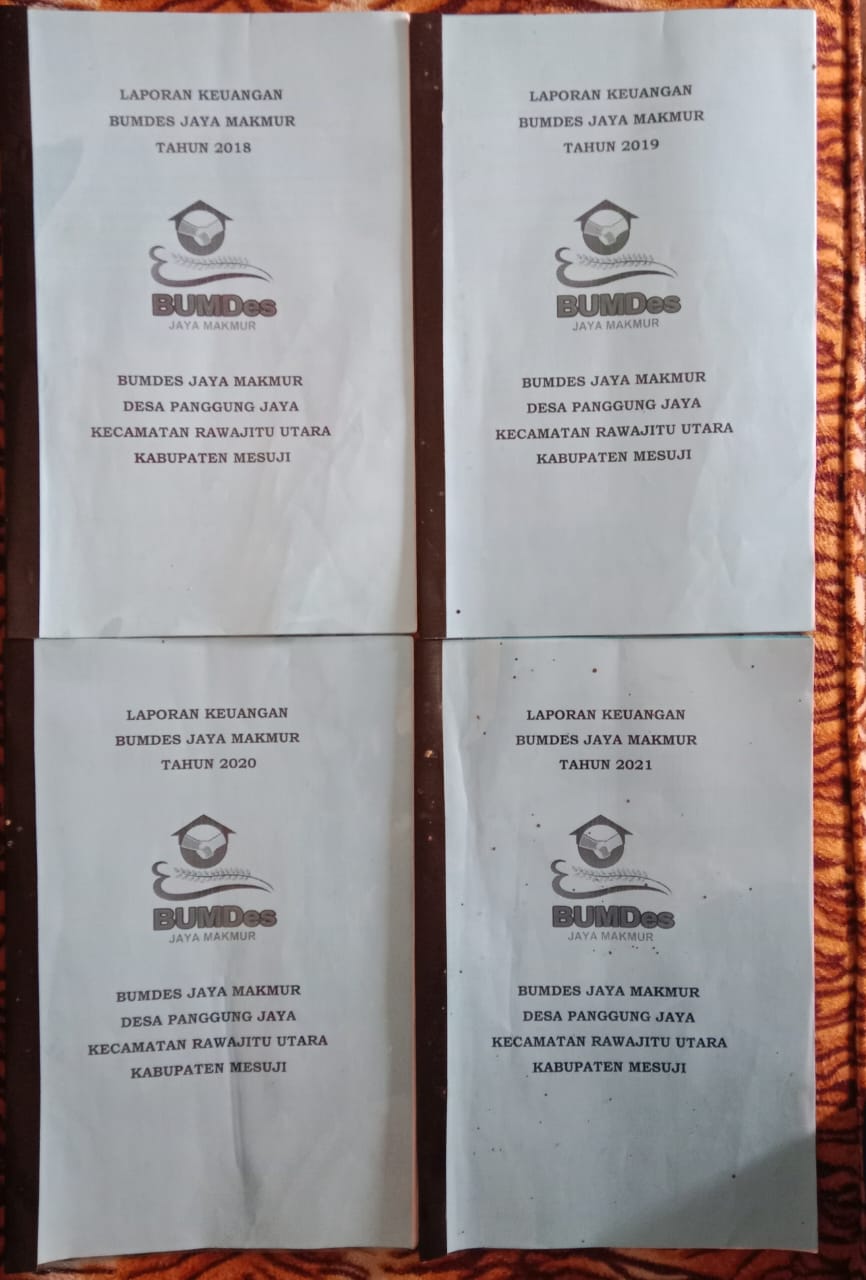 LAPORAN KEUANGAN
BUMDES JAYA MAKMUR
TAHUN 2018
BUMDes
JAYA MAKMUR
BUMDES JAYA MAKMUR
DESA PANGGUNG JAYA
KECAMATAN RAWAJITU UTARA
KABUPATEN MESUJI
LAPORAN KEUANGAN
BUMDES JAYA MAKMUR
TAHUN 2019
BUMDes
JAYA MAKMUR
BUMDES JAYA MAKMUR
DESA PANGGUNG JAYA
KECAMATAN RAWAJITU UTARA
KABUPATEN MESUJI
LAPORAN KEUANGAN
BUMDES JAYA MAKMUR
TAHUN 2020
BUMDes
JAYA MAKMUR
BUMDES JAYA MAKMUR
DESA PANGGUNG JAYA
KECAMATAN RAWAJITU UTARA
KABUPATEN MESUJI
LAPORAN KEUANGAN
BUMDES JAYA MAKMUR
TAHUN 2021
BUMDes
JAYA MAKMUR
BUMDES JAYA MAKMUR
DESA PANGGUNG JAYA
KECAMATAN RAWAJITU UTARA
KABUPATEN MESUJI